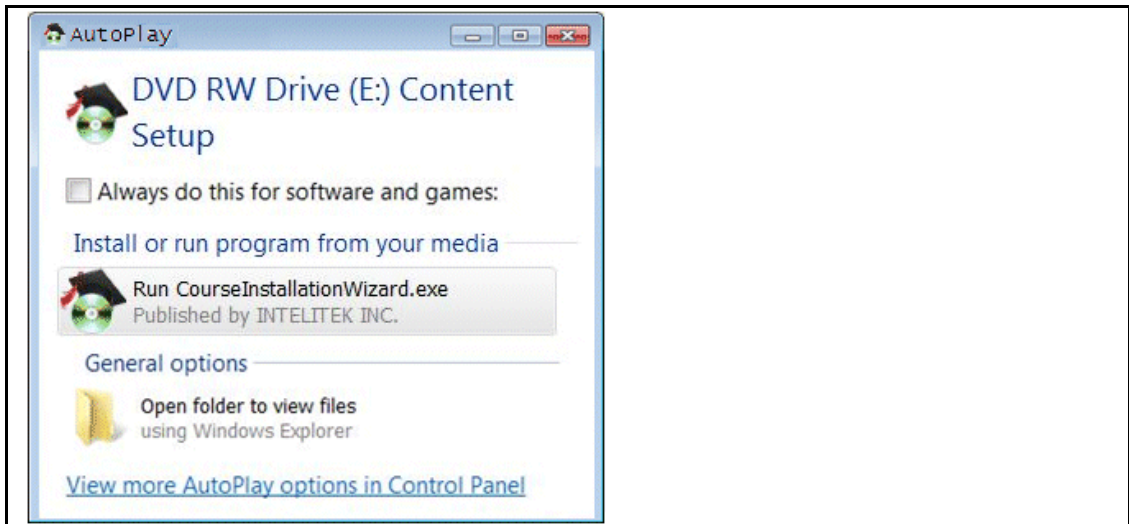 AutoPlay
DVD RW Drive (E:) Content
Setup
Always do this for software and games:
Install or run program from your media
Run CourseInstallationWizard.exe
Published by INTELITEK INC.
General options
Open folder to view files
using Windows Explorer
View more AutoPlay options in Control Panel